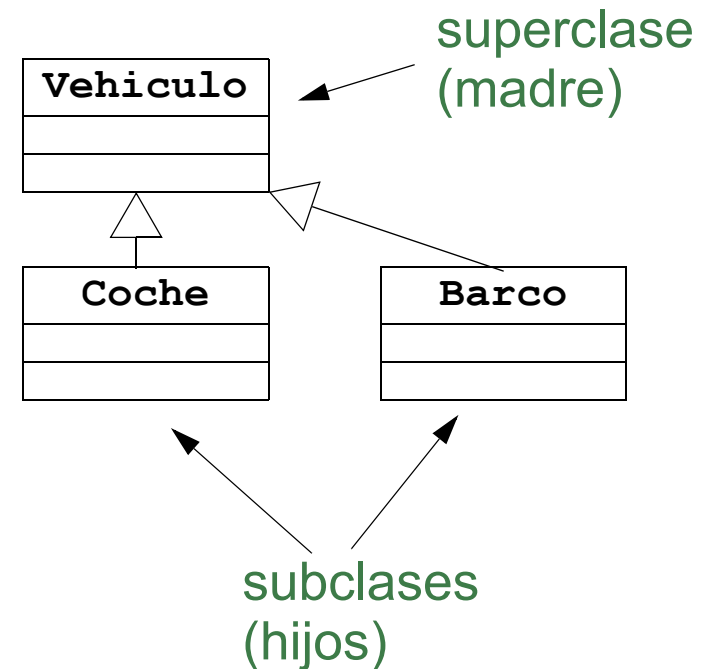 superclase
(madre)
Vehiculo
Coche
Barco
subclases
(hijos)